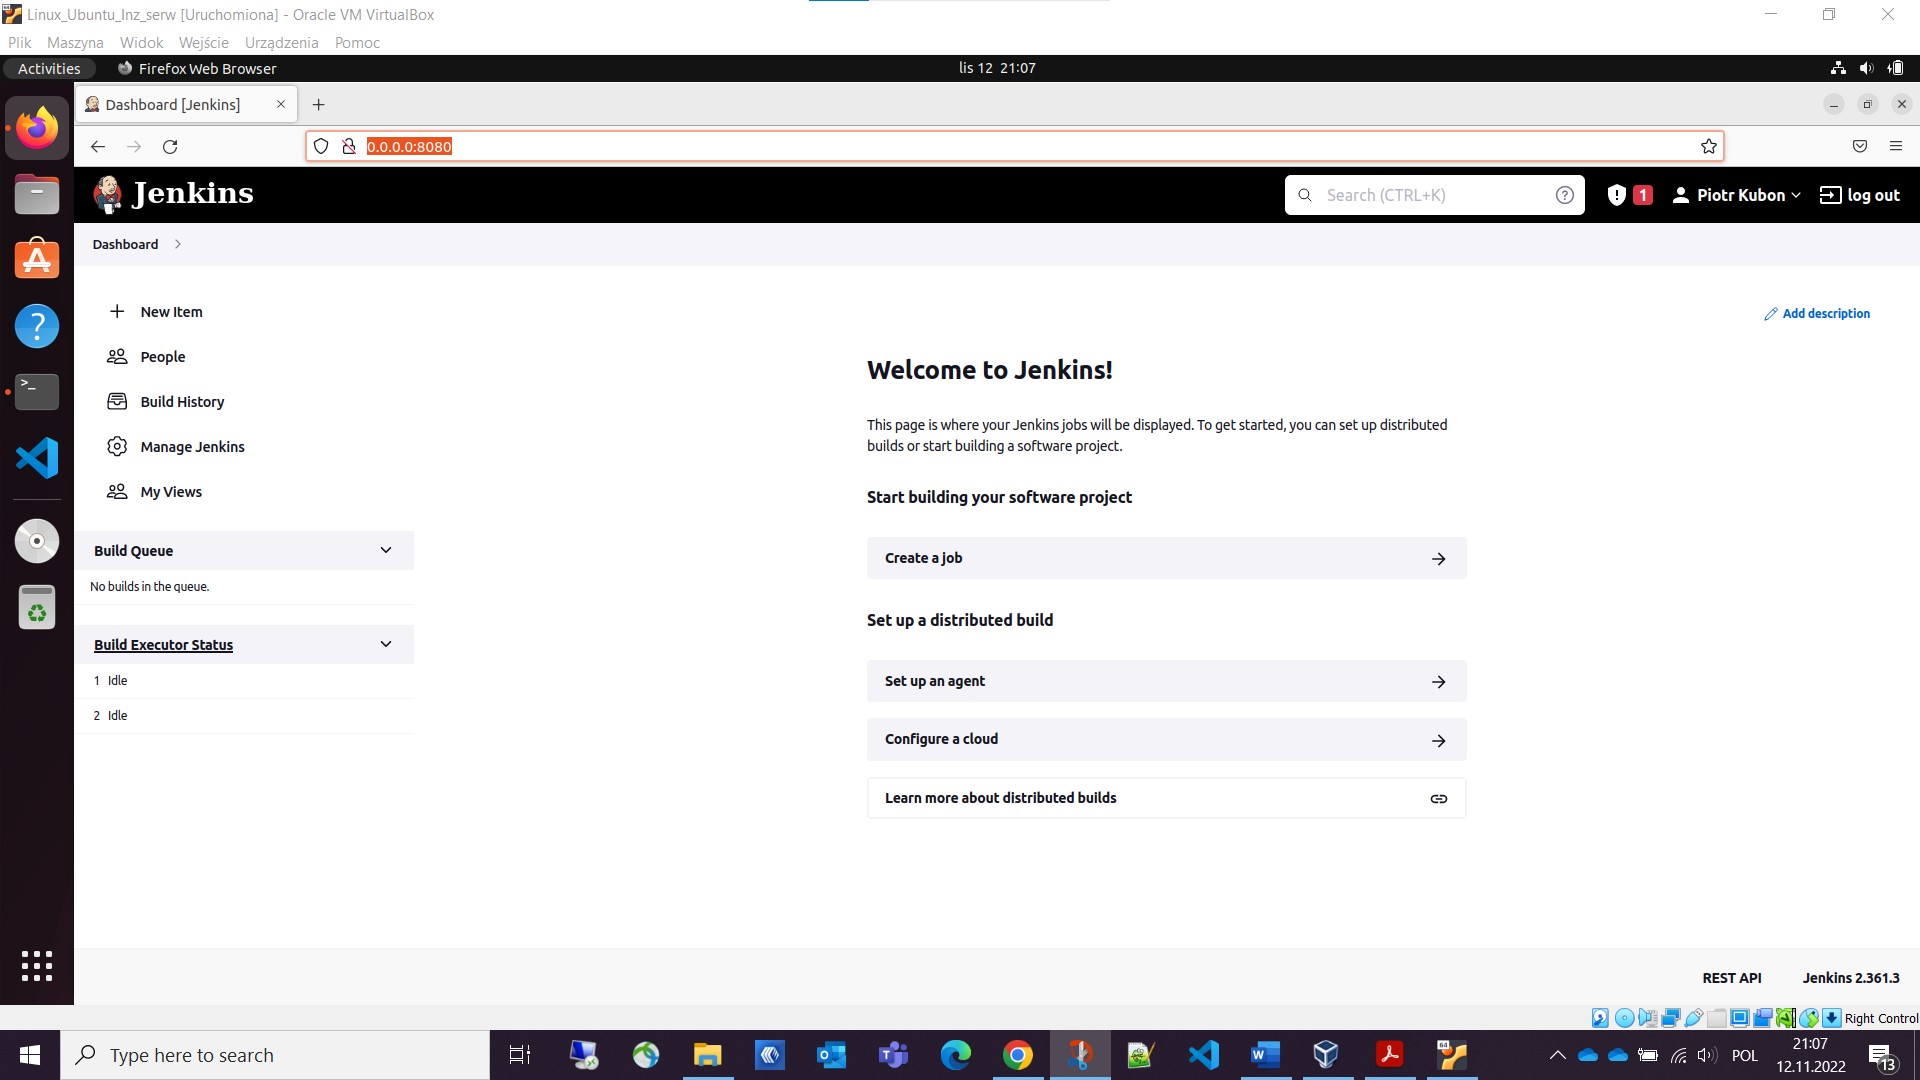 Linux_Ubuntu_Inz_serw [Uruchomiona] - Oracle VM VirtualBox
Plik Maszyna Widok Wejście Urządzenia Pomoc
Activities Firefox Web Browser lis 12 21:07
Dashboard [Jenkins]
0.0.0.0:8080
Jenkins Search (CTRL+K) 1 Piotr Kubon log out
Dashboard
New Item
Add description
People
Build History
Manage Jenkins
My Views
Welcome to Jenkins!
This page is where your Jenkins jobs will be displayed. To get started, you can set up distributed
builds or start building a software project.
Start building your software project
Create a job
Set up a distributed build
Set up an agent
Configure a cloud
Learn more about distributed builds
Build Queue
No builds in the queue.
Build Executor Status
1 Idle
2 Idle
REST API Jenkins 2.361.3
Right Control
Type here to search
POL
21:07
12.11.2022
13